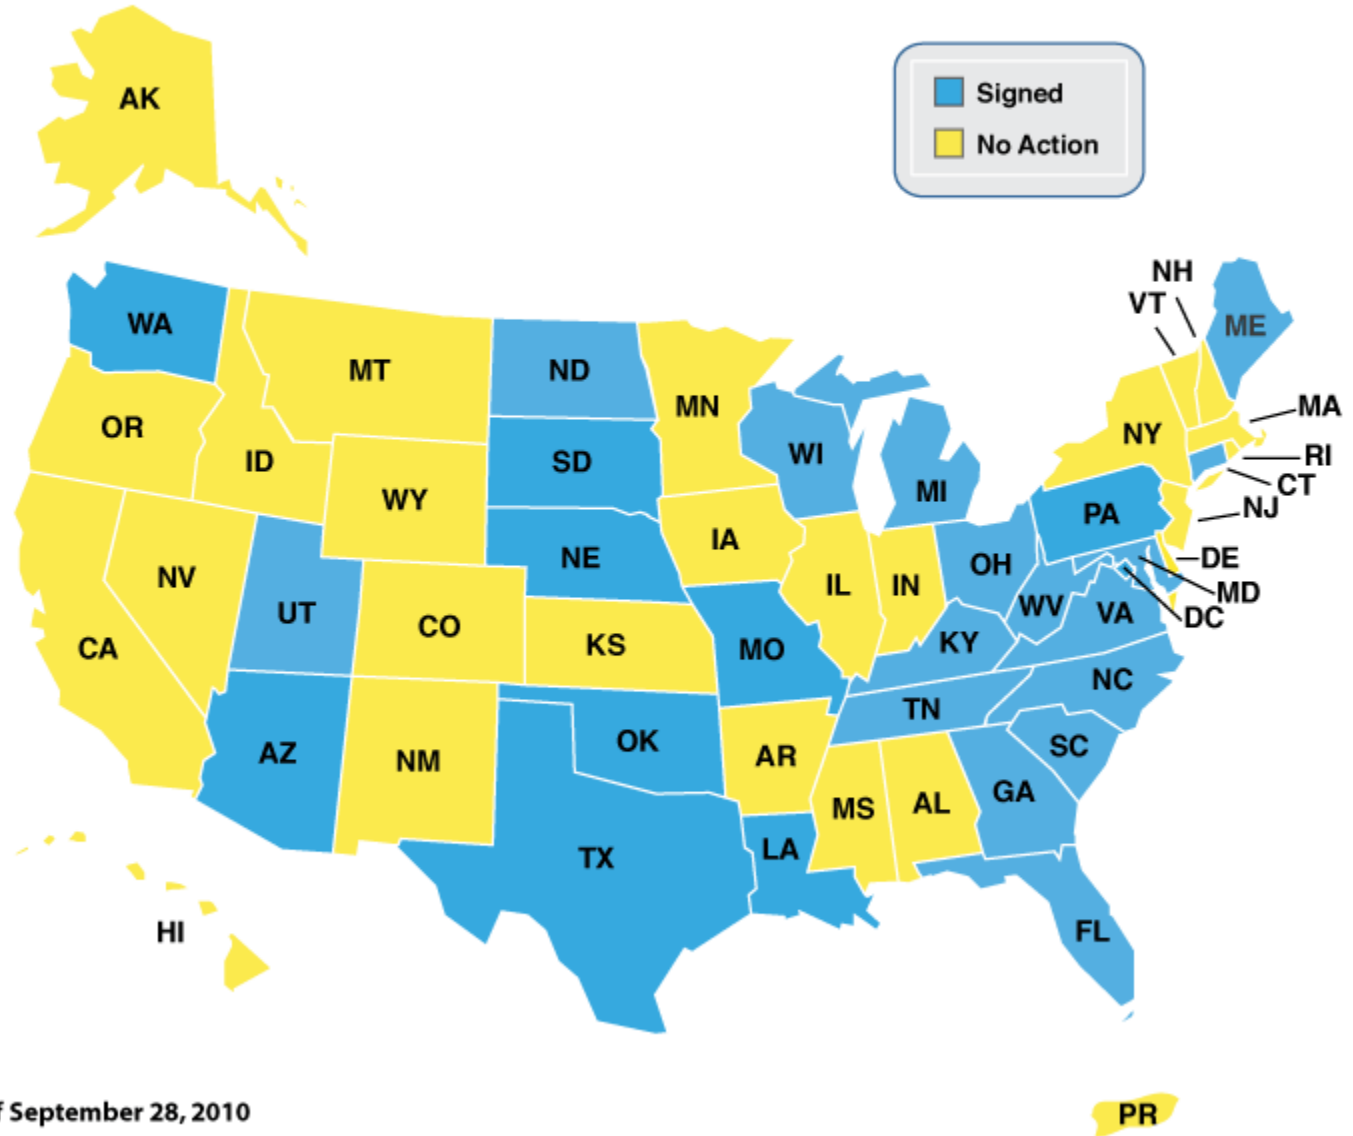 AK
Signed
No Action
NH
VT
ME
WA
MT
ND
MN
OR
ID
SD
WI
MI
NY
MA
RI
CT
NJ
WY
IA
NE
PA
DE
MD
DC
NV
UT
CO
KS
IL
IN
OH
WV
VA
CA
MO
KY
NC
TN
AZ
NM
OK
AR
SC
GA
MS
AL
LA
TX
FL
HI
September 28, 2010
PR